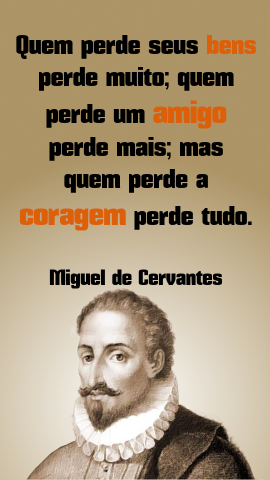 Quem perde seus bens
perde muito; quem
perde um amigo
perde mais; mas
quem perde a
coragem perde tudo.
Miguel de Cervantes